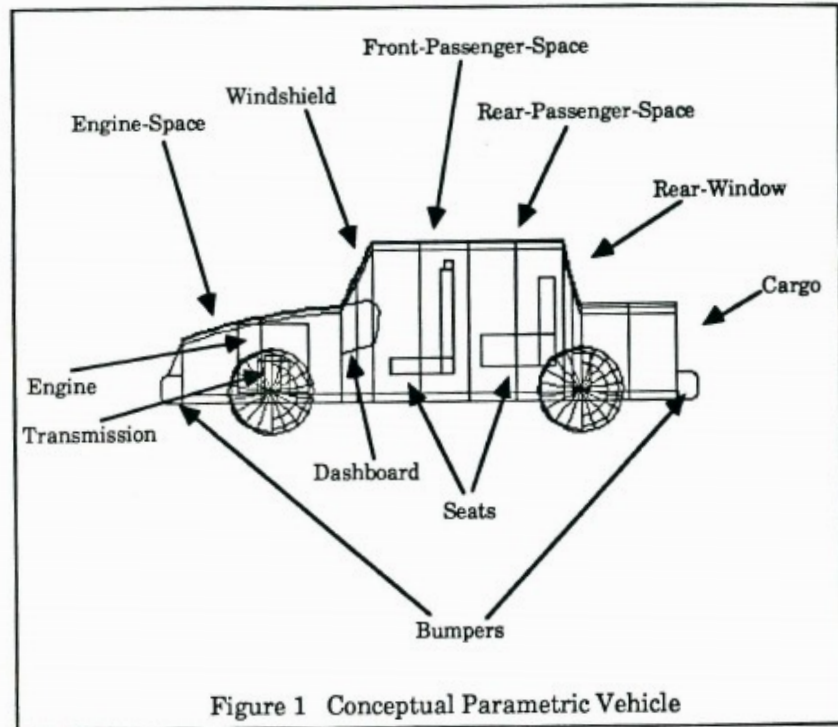 Front-Passenger-Space
Windshield
Rear-Passenger-Space
Engine-Space
Rear-Window
Cargo
Engine
Transmission
Dashboard
Seats
Bumpers
Figure 1 Conceptual Parametric Vehicle